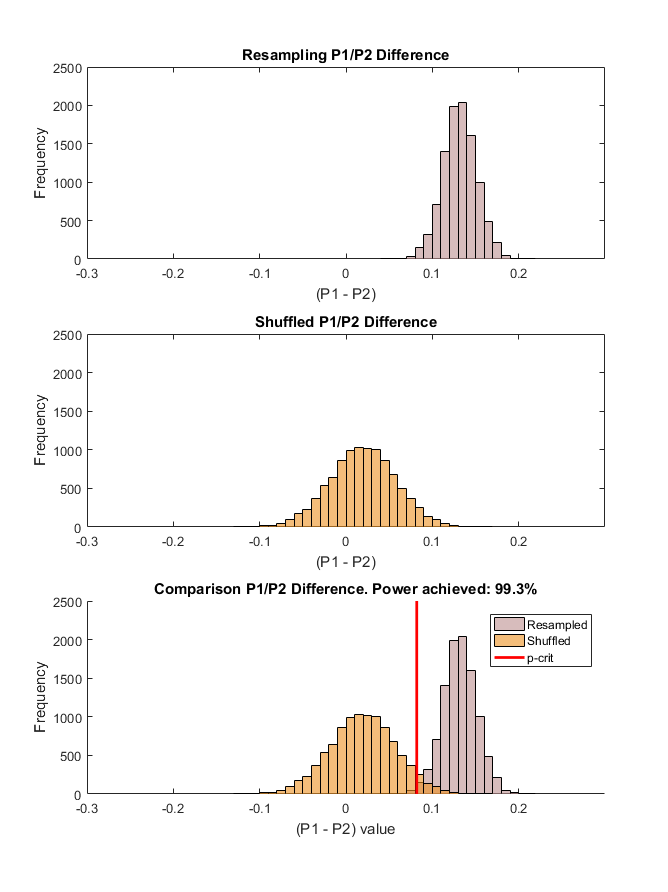 Resampling P1/P2 Difference
2500
2000
1500
1000
500
0
Frequency
-0.3 -0.2 -0.1 0 0.1 0.2
(P1 - P2)
Shuffled P1/P2 Difference
2500
2000
1500
1000
500
0
Frequency
-0.3 -0.2 -0.1 0 0.1 0.2
(P1 - P2)
Comparison P1/P2 Difference. Power achieved: 99.3%
2500
2000
1500
1000
500
0
Frequency
Resampled
Shuffled
p-crit
-0.3 -0.2 -0.1 0 0.1 0.2
(P1 - P2) value